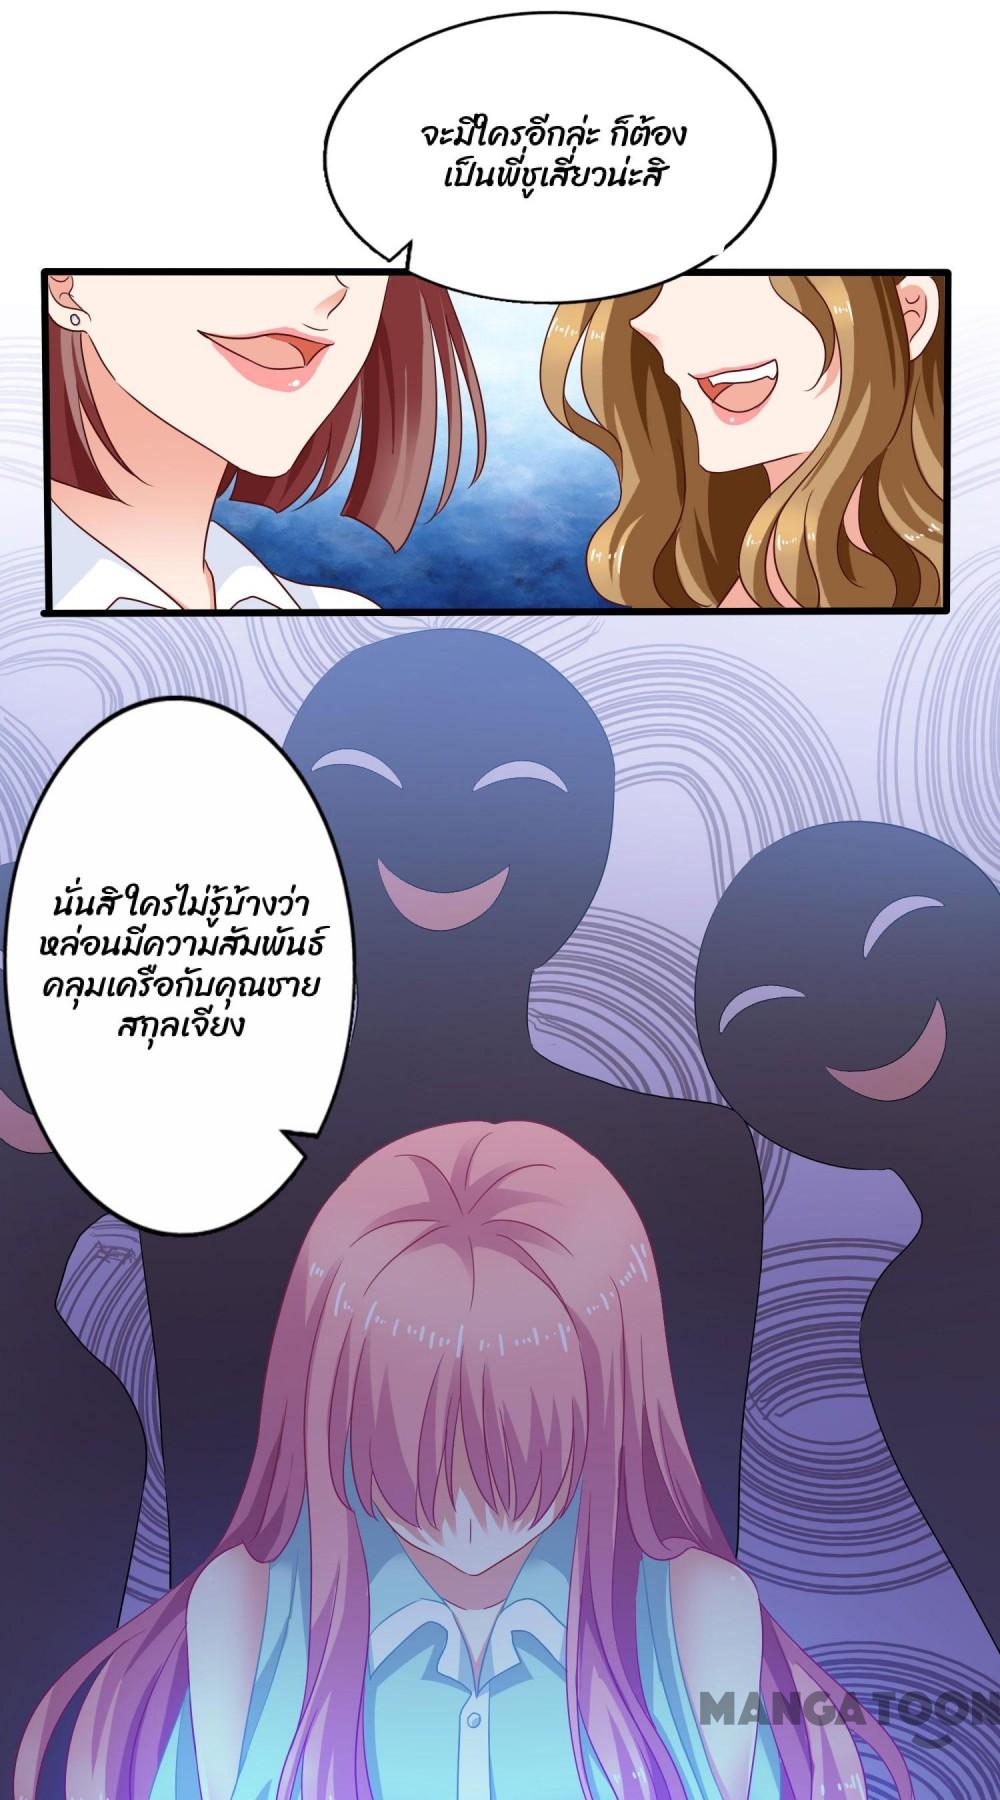 จะมีใครอีกล่ะ ก็ต้อง
เป็นพี่ชูเสี่ยวน่ะสิ
นั่นสิ ใครไม่รู้บ้างว่า
หล่อนมีความสัมพันธ์
คลุมเครือกับคุณชาย
สกุลเจียง
MANGATOON